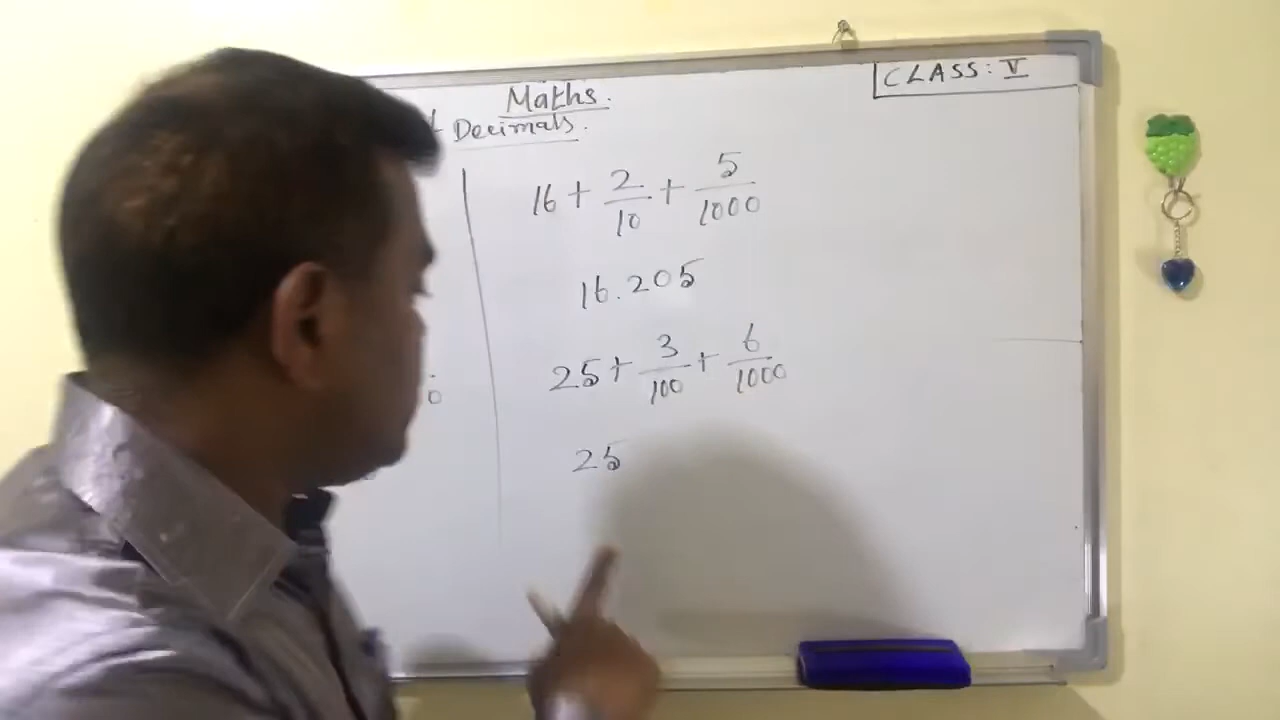 CLASS: V
Maths.
Decimals.
16 + 2/10 + 5/1000
16.205
25 + 3/100 + 6/1000
25